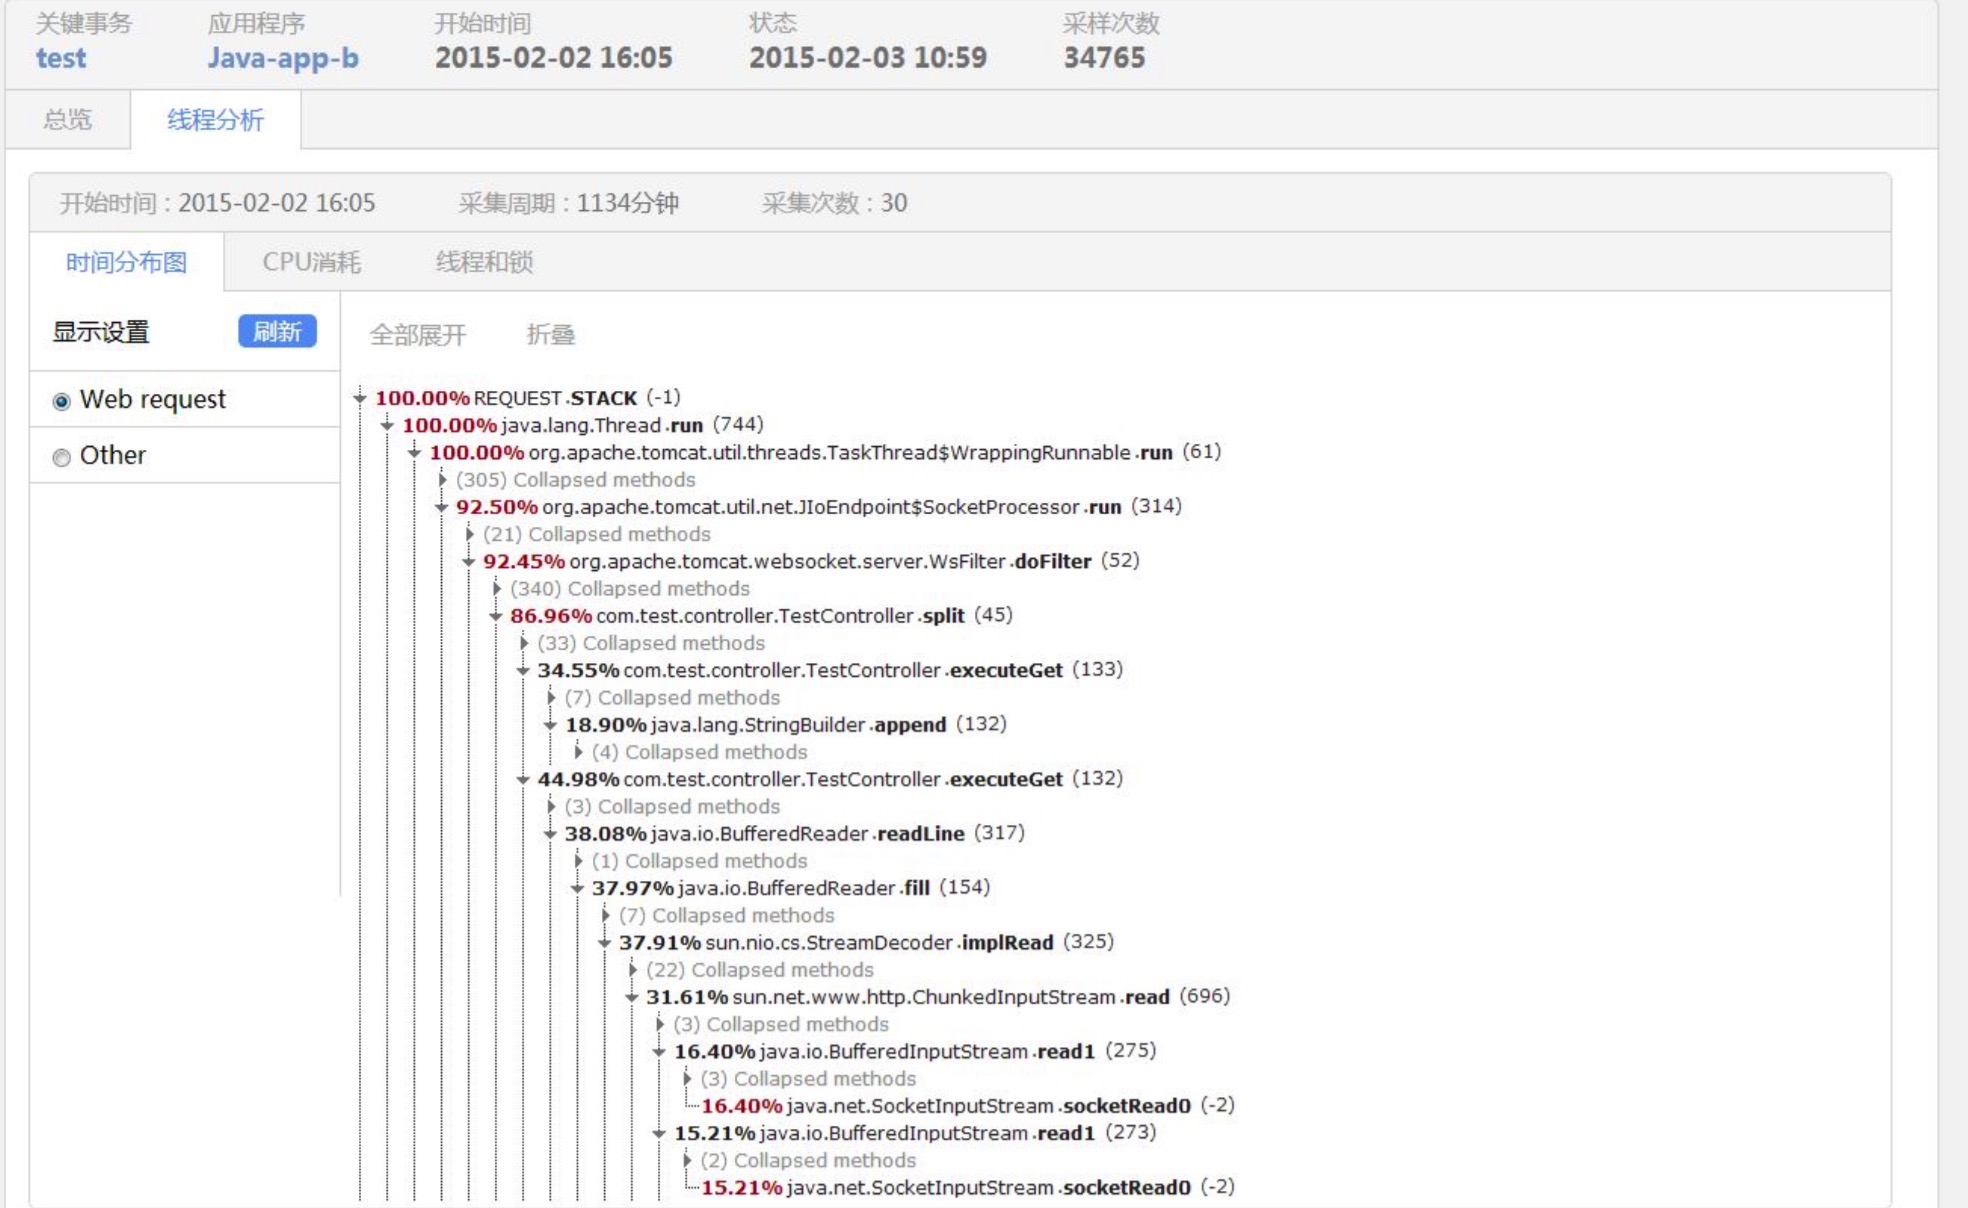 关键事务 应用程序 开始时间 状态 采样次数
test Java-app-b 2015-02-02 16:05 2015-02-03 10:59 34765
总览 线程分析
开始时间 : 2015-02-02 16:05 采集周期 : 1134分钟 采集次数 : 30
时间分布图 CPU消耗 线程和锁
显示设置 刷新
Web request
Other
全部展开 折叠
100.00% REQUEST.STACK (-1)
100.00% java.lang.Thread.run (744)
100.00% org.apache.tomcat.util.threads.TaskThread$WrappingRunnable.run (61)
(305) Collapsed methods
92.50% org.apache.tomcat.util.net.JIoEndpoint$SocketProcessor.run (314)
(21) Collapsed methods
92.45% org.apache.tomcat.websocket.server.WsFilter.doFilter (52)
(340) Collapsed methods
86.96% com.test.controller.TestController.split (45)
(33) Collapsed methods
34.55% com.test.controller.TestController.executeGet (133)
(7) Collapsed methods
18.90% java.lang.StringBuilder.append (132)
(4) Collapsed methods
44.98% com.test.controller.TestController.executeGet (132)
(3) Collapsed methods
38.08% java.io.BufferedReader.readLine (317)
(1) Collapsed methods
37.97% java.io.BufferedReader.fill (154)
(7) Collapsed methods
37.91% sun.nio.cs.StreamDecoder.implRead (325)
(22) Collapsed methods
31.61% sun.net.www.http.ChunkedInputStream.read (696)
(3) Collapsed methods
16.40% java.io.BufferedInputStream.read1 (275)
(3) Collapsed methods
16.40% java.net.SocketInputStream.socketRead0 (-2)
15.21% java.io.BufferedInputStream.read1 (273)
(2) Collapsed methods
15.21% java.net.SocketInputStream.socketRead0 (-2)